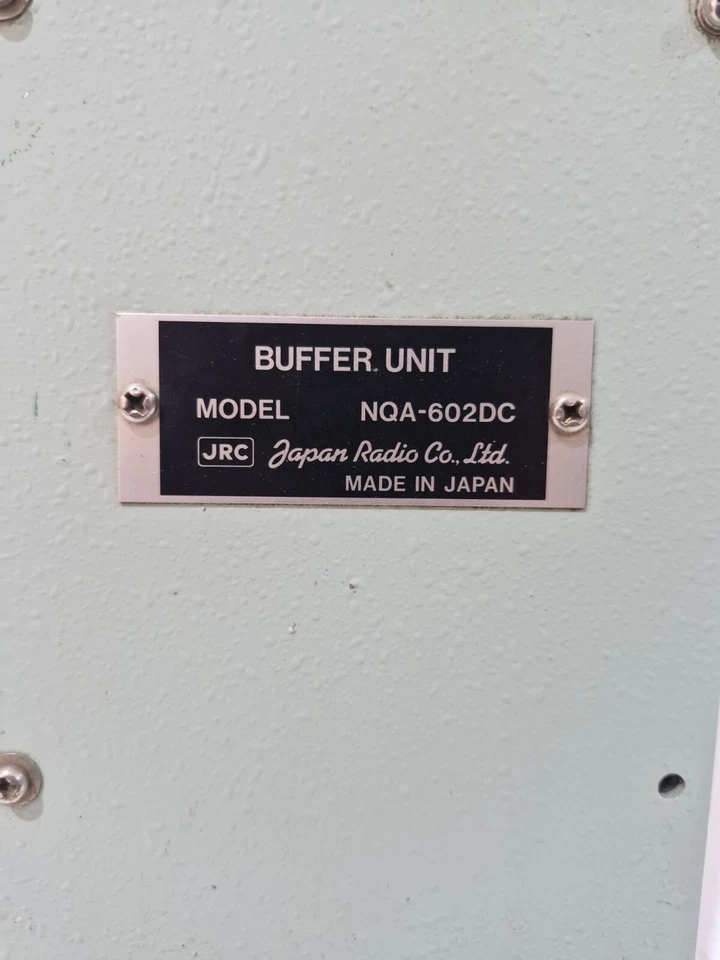 BUFFER UNIT
MODEL NQA-602DC
JRC Japan Radio Co., Ltd.
MADE IN JAPAN